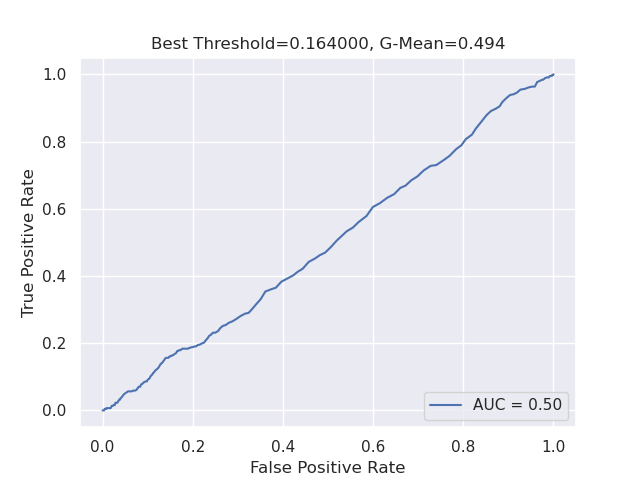 Best Threshold=0.164000, G-Mean=0.494
True Positive Rate
1.0
0.8
0.6
0.4
0.2
0.0
AUC = 0.50
0.0 0.2 0.4 0.6 0.8 1.0
False Positive Rate